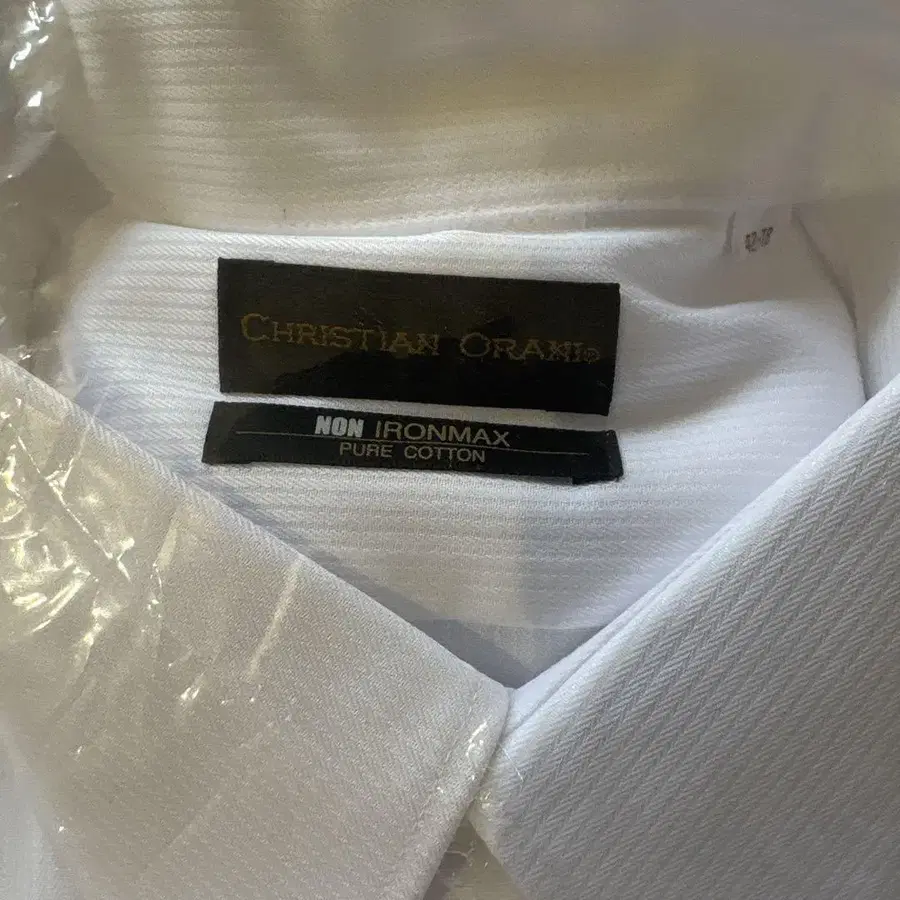 CHRISTIAN ORANI®
NON IRONMAX
PURE COTTON